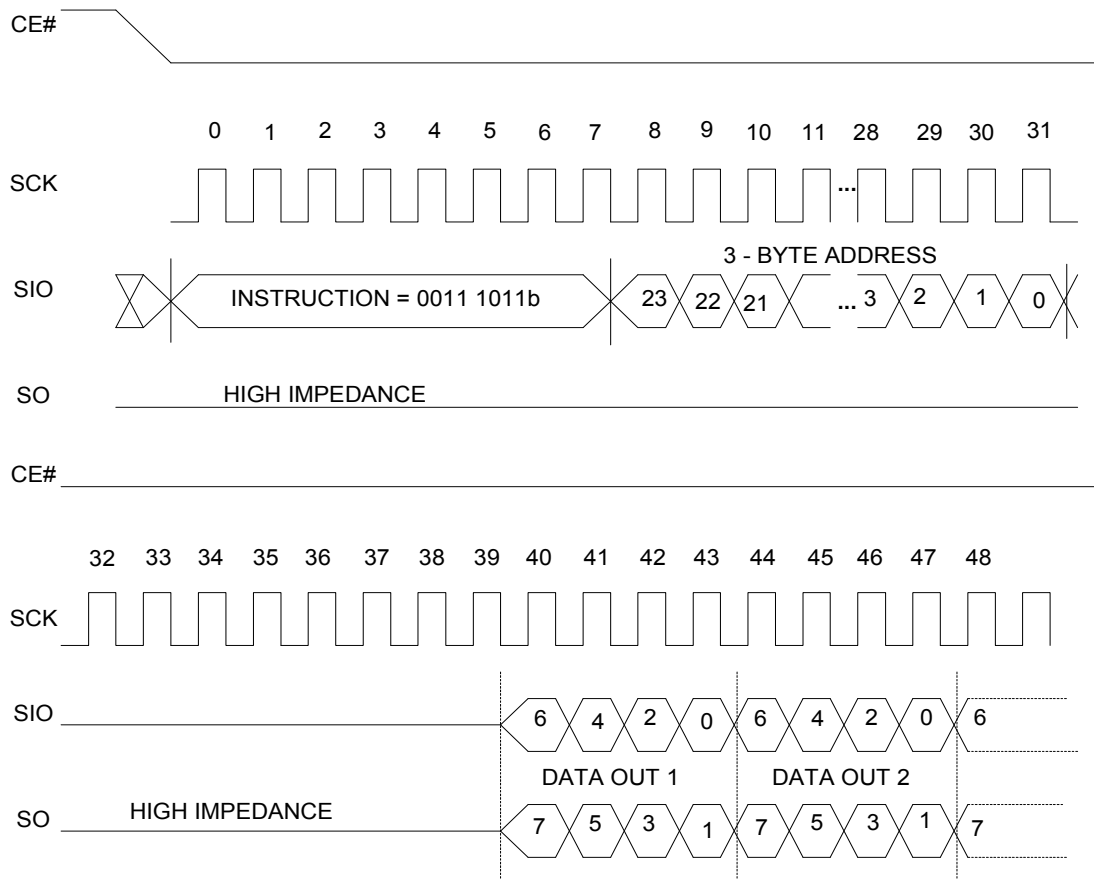 CE#
0 1 2 3 4 5 6 7 8 9 10 11 28 29 30 31
SCK ...
3 - BYTE ADDRESS
SIO INSTRUCTION = 0011 1011b 23 22 21 ... 3 2 1 0
SO HIGH IMPEDANCE
CE#
32 33 34 35 36 37 38 39 40 41 42 43 44 45 46 47 48
SCK
SIO 6 4 2 0 6 4 2 0 6
DATA OUT 1 DATA OUT 2
SO HIGH IMPEDANCE 7 5 3 1 7 5 3 1 7